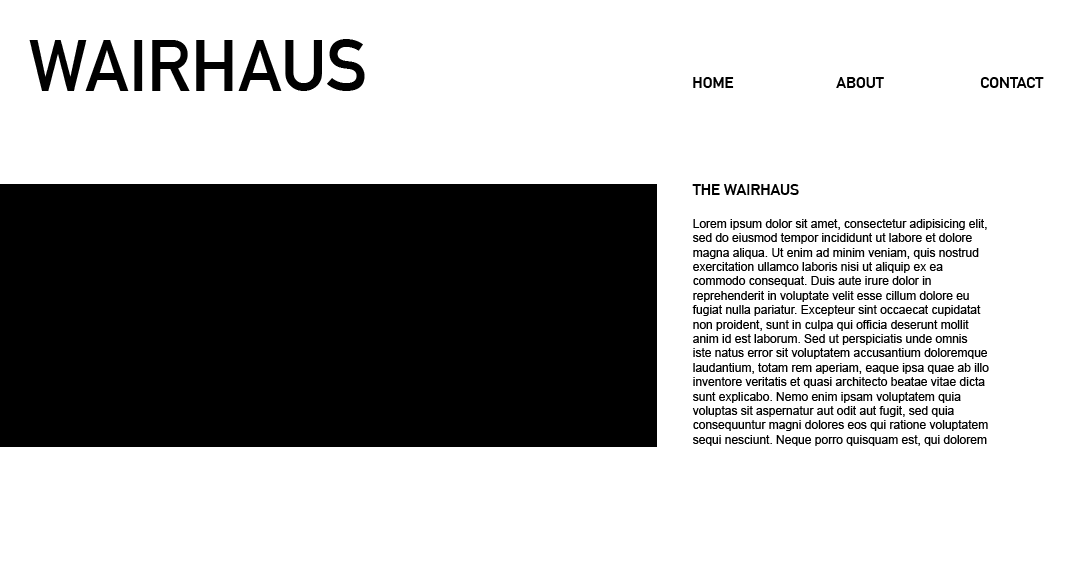 WAIRHAUS
HOME
ABOUT
CONTACT
THE WAIRHAUS
Lorem ipsum dolor sit amet, consectetur adipisicing elit,
sed do eiusmod tempor incididunt ut labore et dolore
magna aliqua. Ut enim ad minim veniam, quis nostrud
exercitation ullamco laboris nisi ut aliquip ex ea
commodo consequat. Duis aute irure dolor in
reprehenderit in voluptate velit esse cillum dolore eu
fugiat nulla pariatur. Excepteur sint occaecat cupidatat
non proident, sunt in culpa qui officia deserunt mollit
anim id est laborum. Sed ut perspiciatis unde omnis
iste natus error sit voluptatem accusantium doloremque
laudantium, totam rem aperiam, eaque ipsa quae ab illo
inventore veritatis et quasi architecto beatae vitae dicta
sunt explicabo. Nemo enim ipsam voluptatem quia
voluptas sit aspernatur aut odit aut fugit, sed quia
consequuntur magni dolores eos qui ratione voluptatem
sequi nesciunt. Neque porro quisquam est, qui dolorem